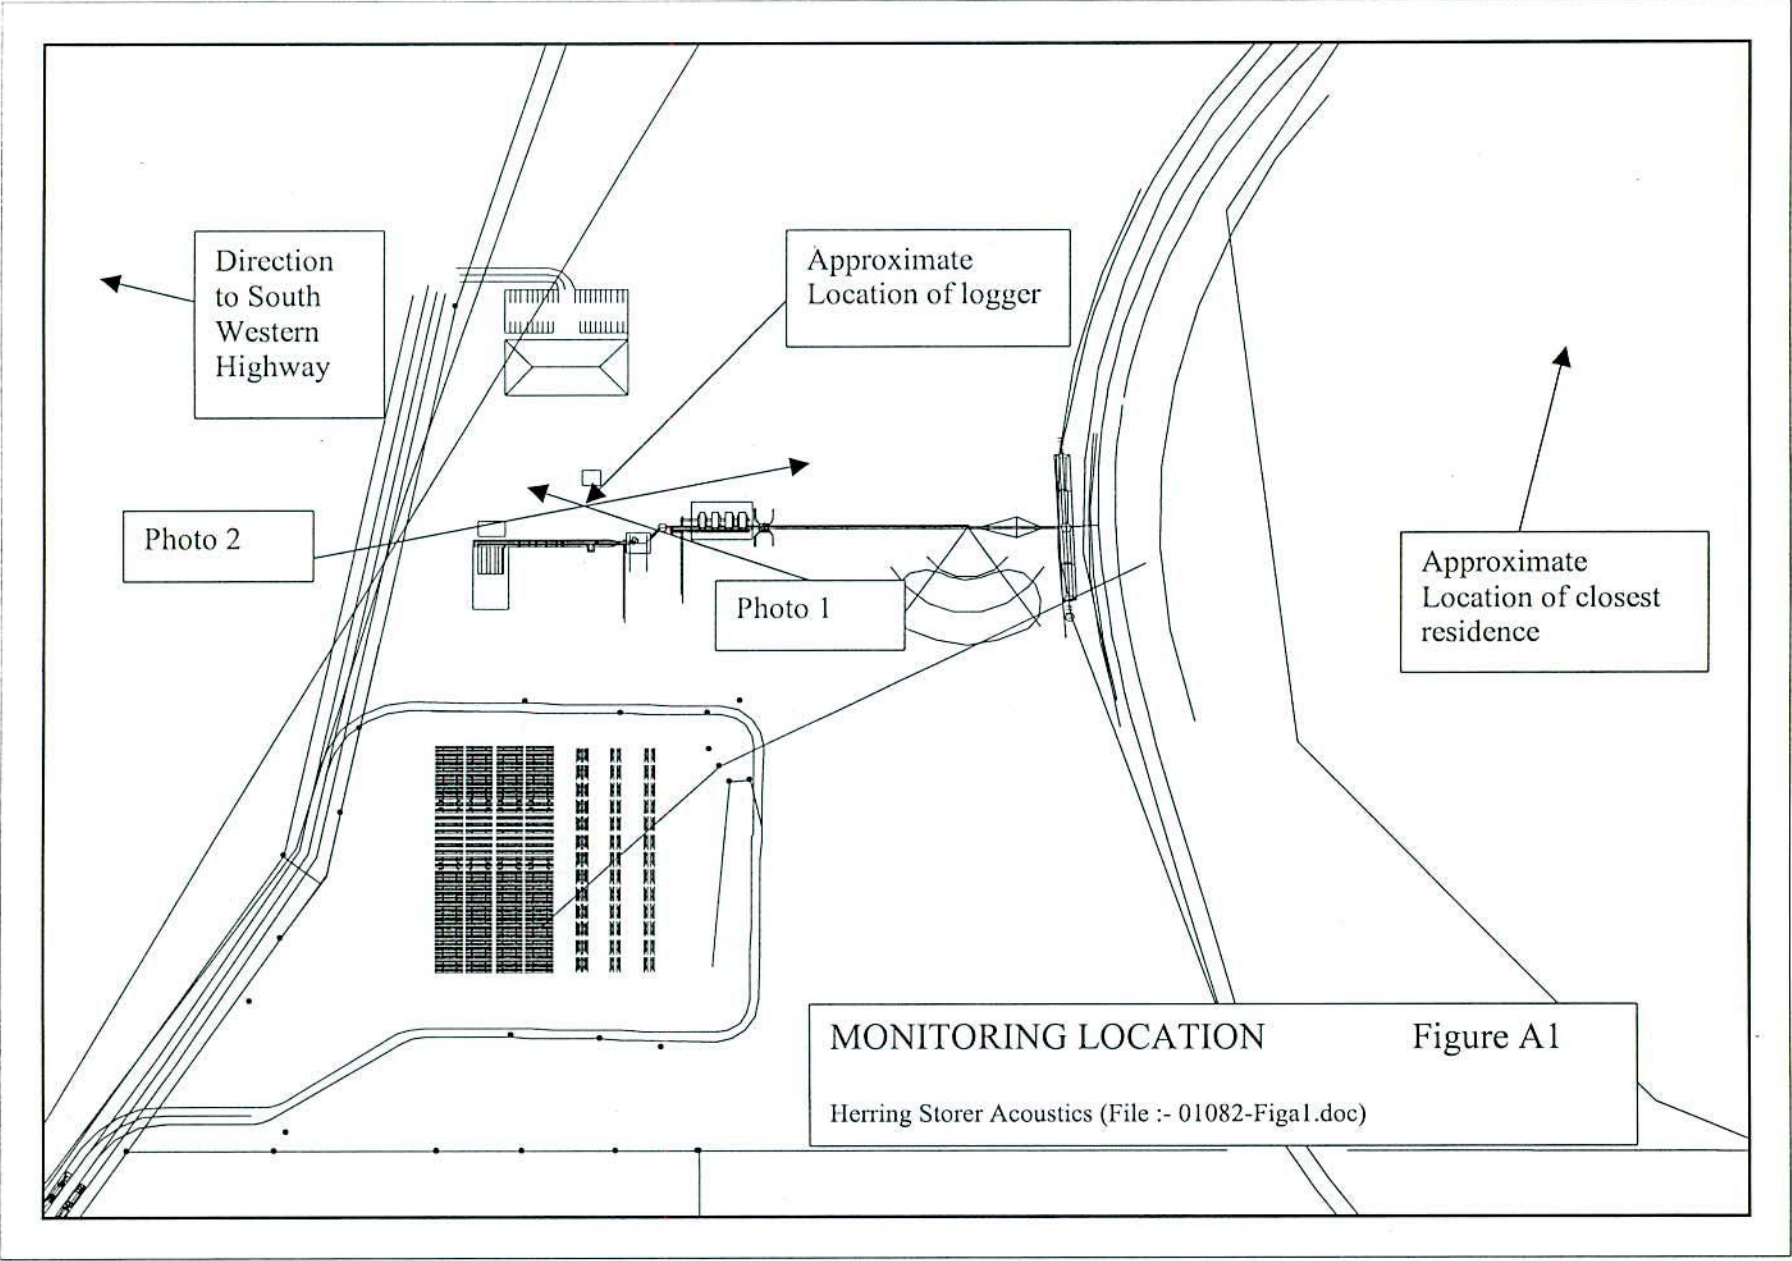 Direction
to South
Western
Highway
Approximate
Location of logger
Photo 2
Photo 1
Approximate
Location of closest
residence
MONITORING LOCATION Figure A1
Herring Storer Acoustics (File :- 01082-Figa1.doc)